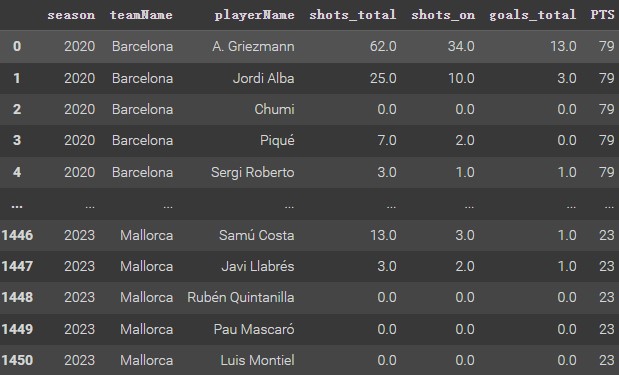 season teamName playerName shots_total shots_on goals_total PTS
0 2020 Barcelona A. Griezmann 62.0 34.0 13.0 79
1 2020 Barcelona Jordi Alba 25.0 10.0 3.0 79
2 2020 Barcelona Chumi 0.0 0.0 0.0 79
3 2020 Barcelona Piqué 7.0 2.0 0.0 79
4 2020 Barcelona Sergi Roberto 3.0 1.0 1.0 79
... ... ... ... ... ... ... ...
1446 2023 Mallorca Samú Costa 13.0 3.0 1.0 23
1447 2023 Mallorca Javi Llabrés 3.0 2.0 1.0 23
1448 2023 Mallorca Rubén Quintanilla 0.0 0.0 0.0 23
1449 2023 Mallorca Pau Mascaró 0.0 0.0 0.0 23
1450 2023 Mallorca Luis Montiel 0.0 0.0 0.0 23